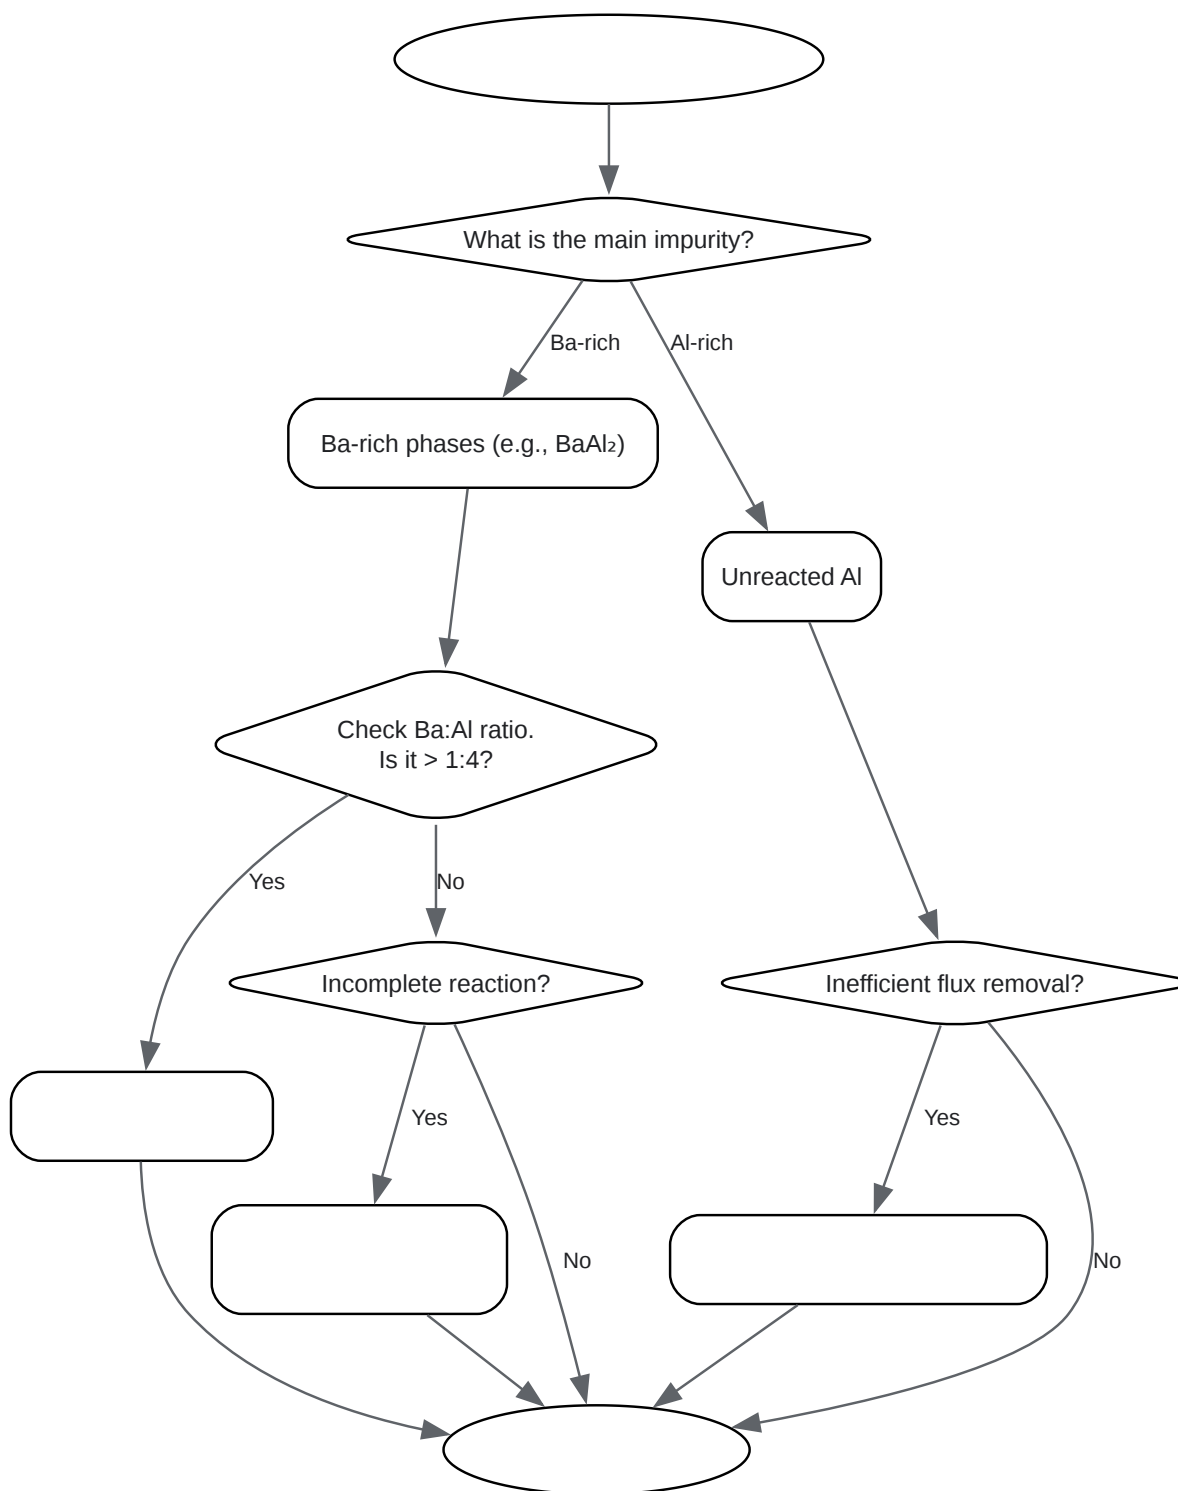 What is the main impurity?
Ba-rich
Al-rich
Ba-rich phases (e.g., BaAl₂)
Unreacted Al
Check Ba:Al ratio.
Is it > 1:4?
Yes
No
Incomplete reaction?
Inefficient flux removal?
Yes
Yes
No
No